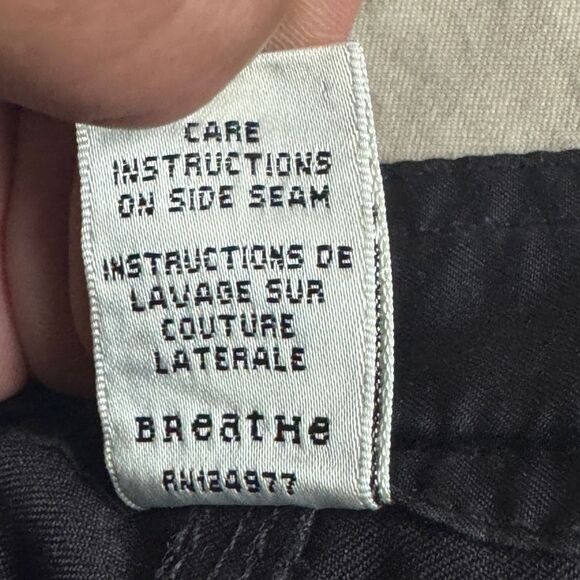 CARE
INSTRUCTIONS
ON SIDE SEAM
INSTRUCTIONS DE
LAVAGE SUR
COUTURE
LATERALE
BReatHe
RN124977